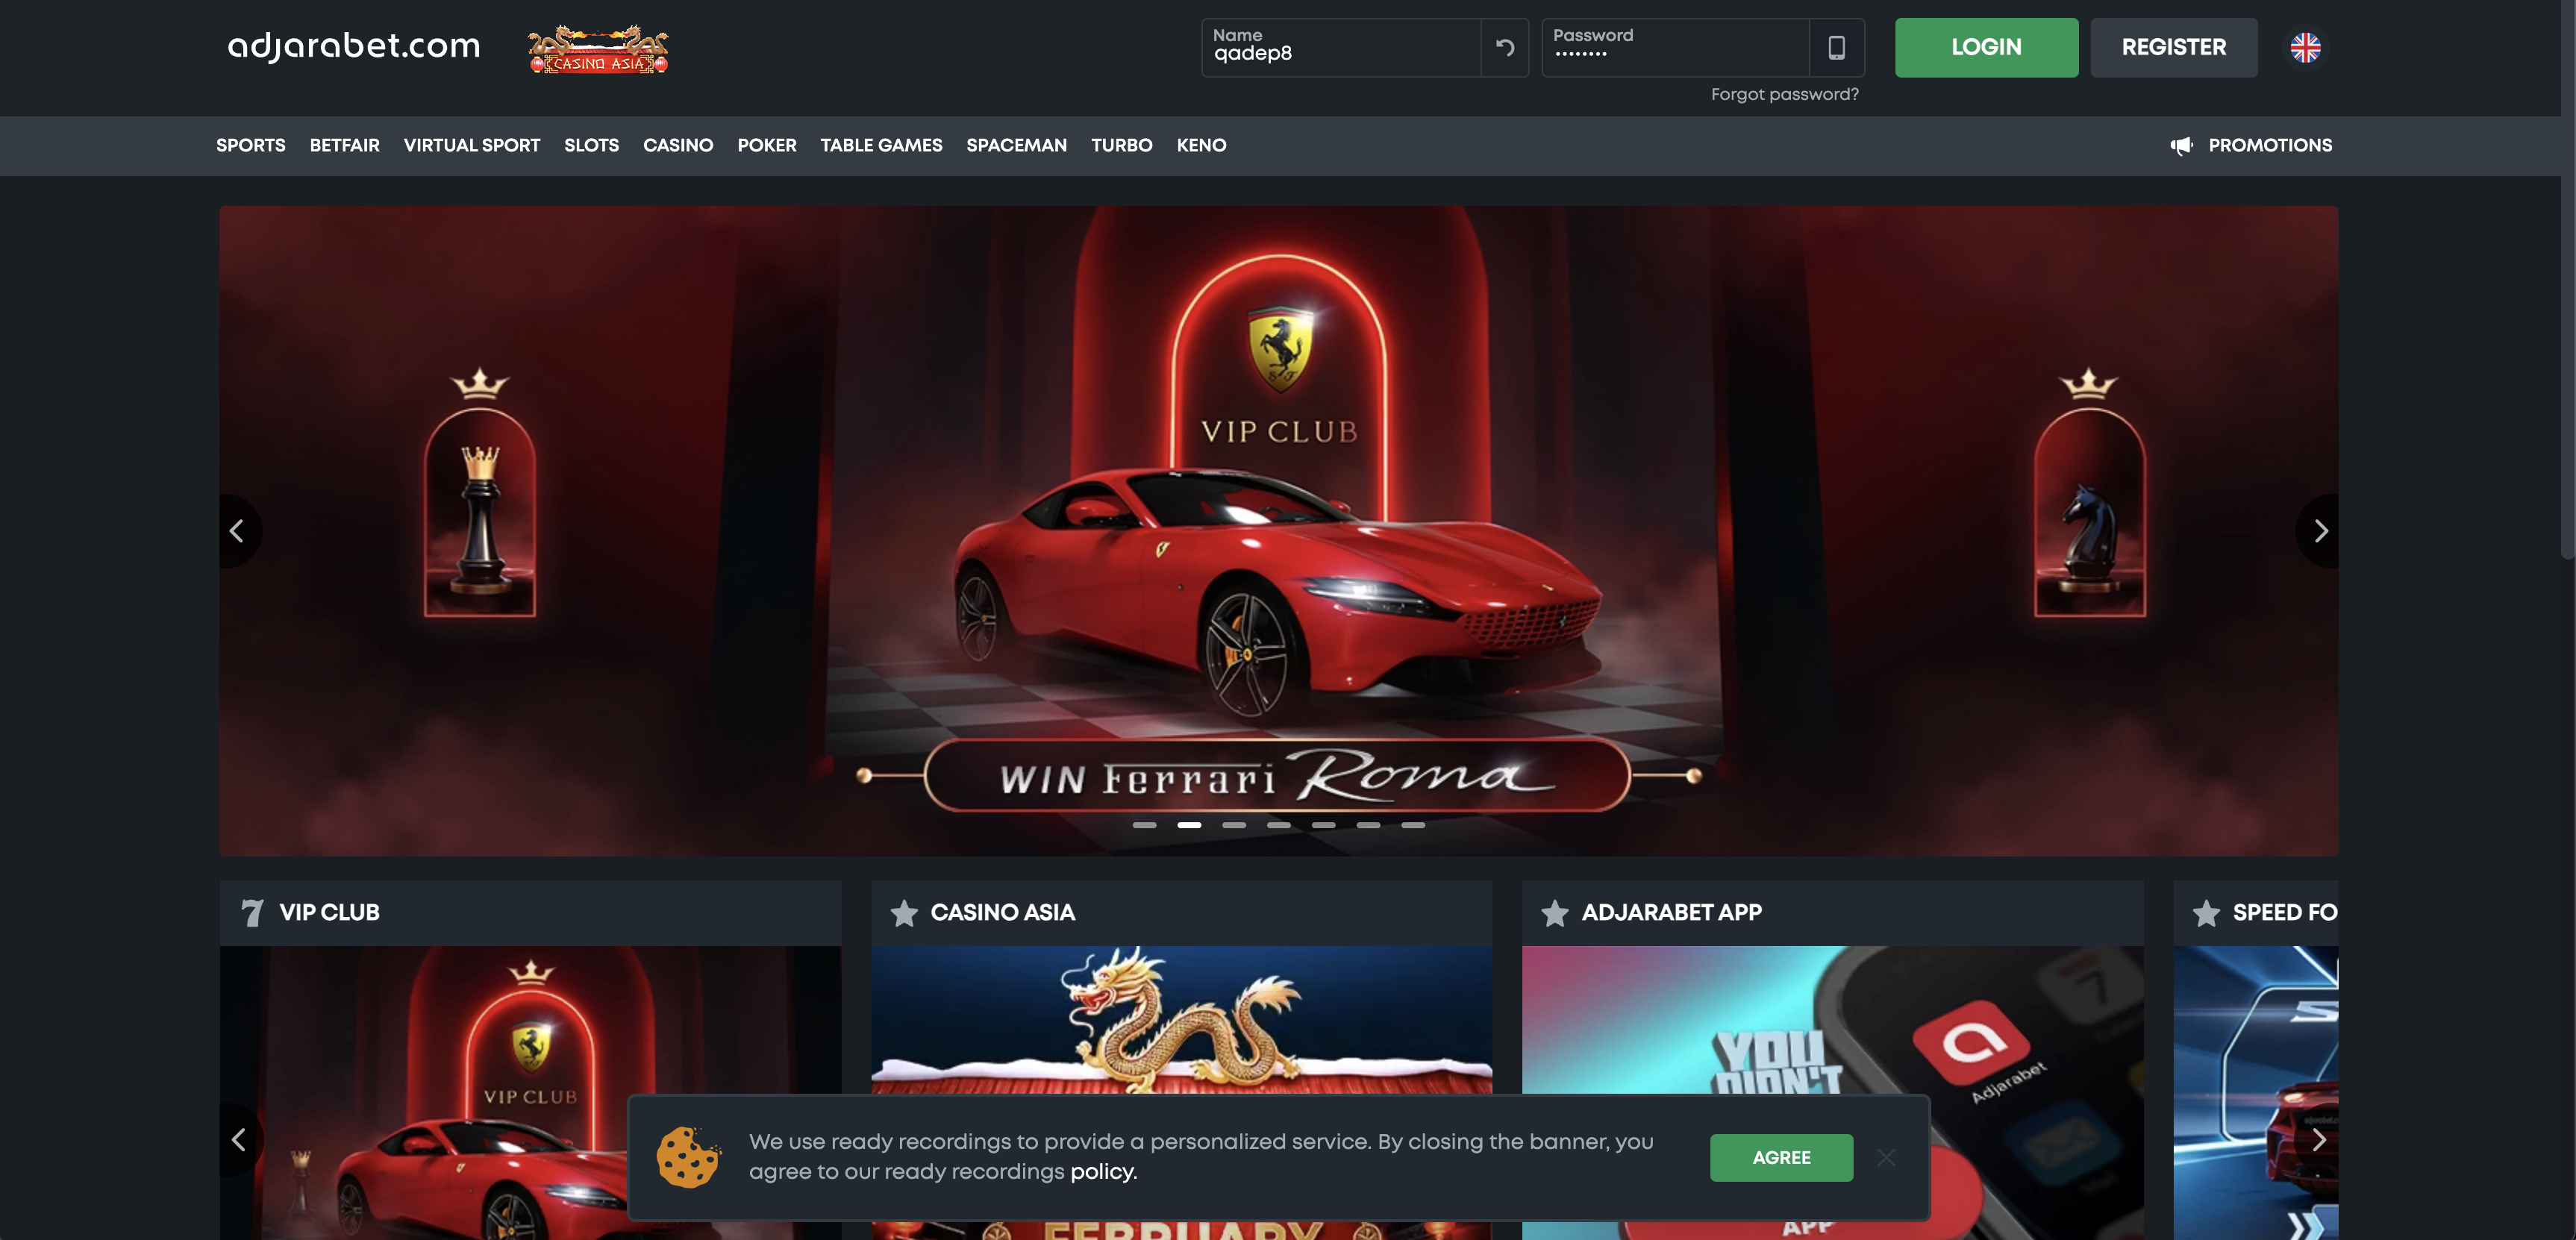 adjarabet.com
CASINO ASIA
Name
qadep8
Password
••••••••
LOGIN
REGISTER
Forgot password?
SPORTS
BETFAIR
VIRTUAL SPORT
SLOTS
CASINO
POKER
TABLE GAMES
SPACEMAN
TURBO
KENO
PROMOTIONS
S F
VIP CLUB
WIN Ferrari Roma
7 VIP CLUB
CASINO ASIA
ADJARABET APP
SPEED FO
VIP CLUB
YOU
DIDN'T
7
Adjarabet
We use ready recordings to provide a personalized service. By closing the banner, you
agree to our ready recordings policy.
AGREE
FEBRUARY
APP